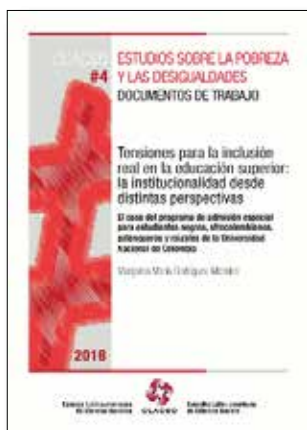 CLACSO
#4
ESTUDIOS SOBRE LA POBREZA
Y LAS DESIGUALDADES
DOCUMENTOS DE TRABAJO
Tensiones para la inclusión
real en la educación superior:
la institucionalidad desde
distintas perspectivas
El caso del programa de admisión especial
para estudiantes negros, afrocolombianos,
palenqueros y raizales de la Universidad
Nacional de Colombia
2018
CLACSO